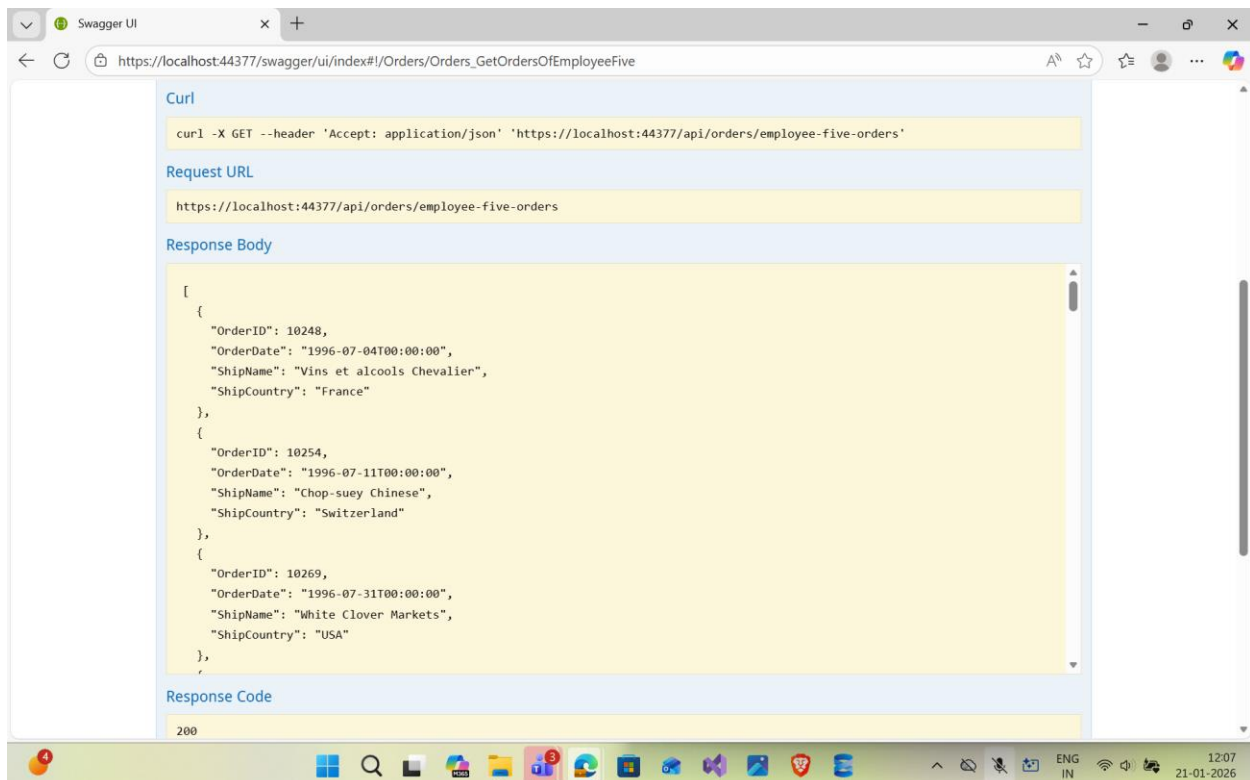 Swagger UI
https://localhost:44377/swagger/ui/index#!/Orders/Orders_GetOrdersOfEmployeeFive
Curl
curl -X GET --header 'Accept: application/json' 'https://localhost:44377/api/orders/employee-five-orders'
Request URL
https://localhost:44377/api/orders/employee-five-orders
Response Body
[
{
"OrderID": 10248,
"OrderDate": "1996-07-04T00:00:00",
"ShipName": "Vins et alcools Chevalier",
"ShipCountry": "France"
},
{
"OrderID": 10254,
"OrderDate": "1996-07-11T00:00:00",
"ShipName": "Chop-suey Chinese",
"ShipCountry": "Switzerland"
},
{
"OrderID": 10269,
"OrderDate": "1996-07-31T00:00:00",
"ShipName": "White Clover Markets",
"ShipCountry": "USA"
},
{
Response Code
200
4
M365
3
ENG
IN
12:07
21-01-2026